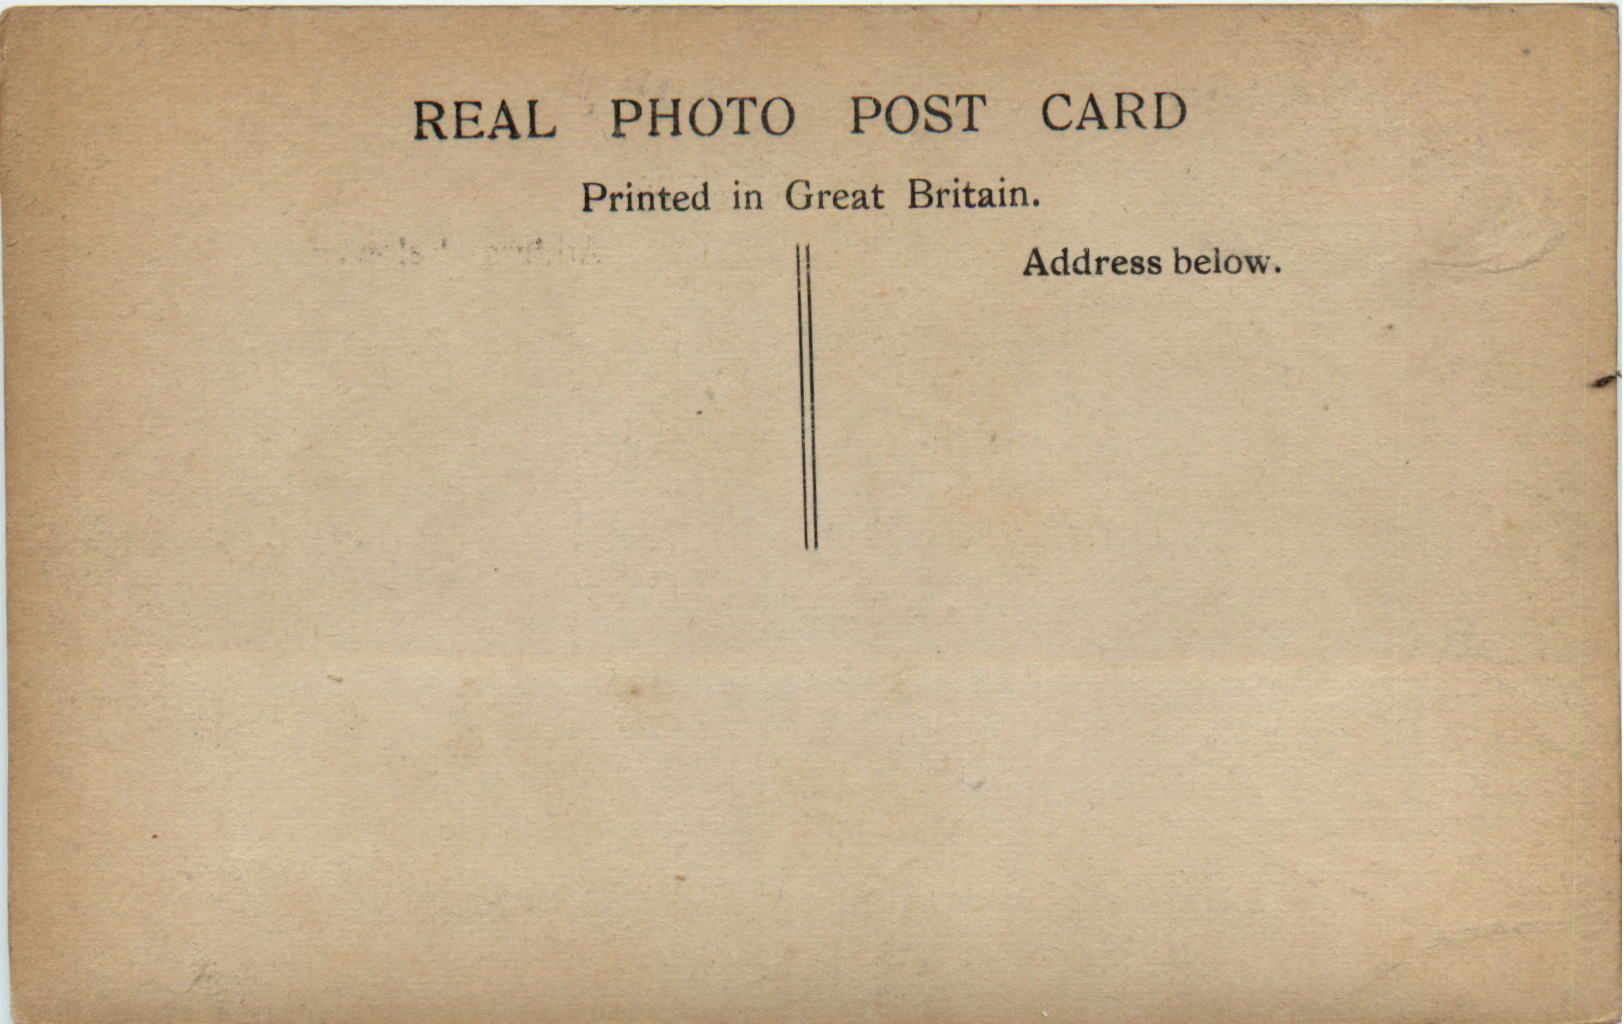 REAL PHOTO POST CARD
Printed in Great Britain.
Address below.